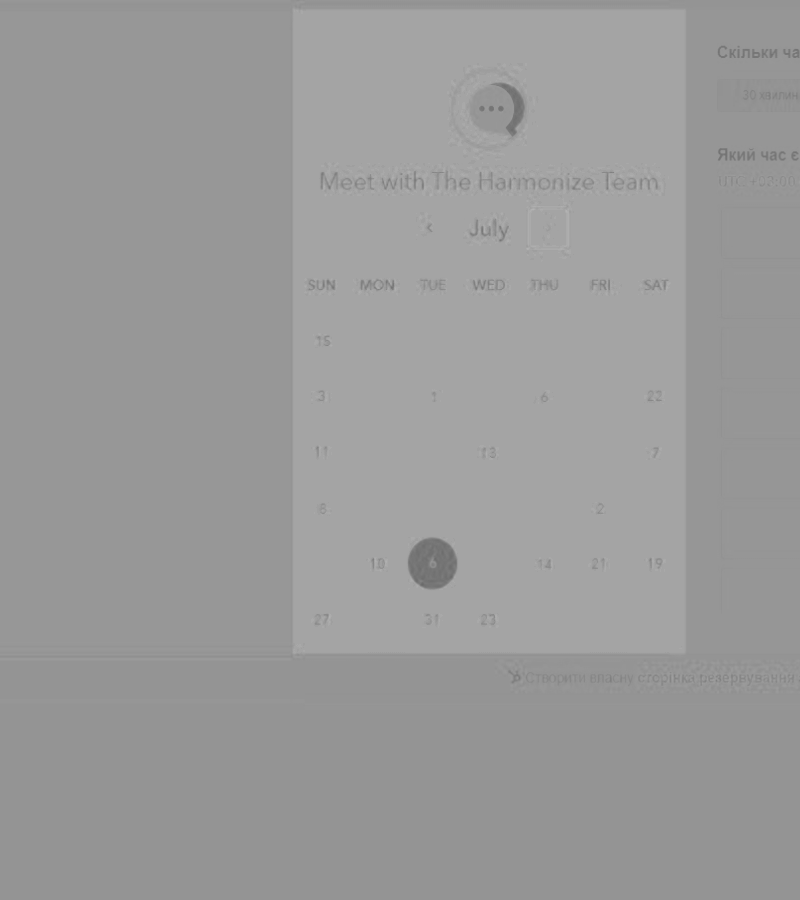 Скільки ча
30 хвилин
Meet with The Harmonize Team
Який час є
UTC +02:00
‹ July ›
SUN MON TUE WED THU FRI SAT
15
3 1 6 22
11 13 7
8 2
10 6 14 21 19
27 31 23
Створити власну сторінка резервування